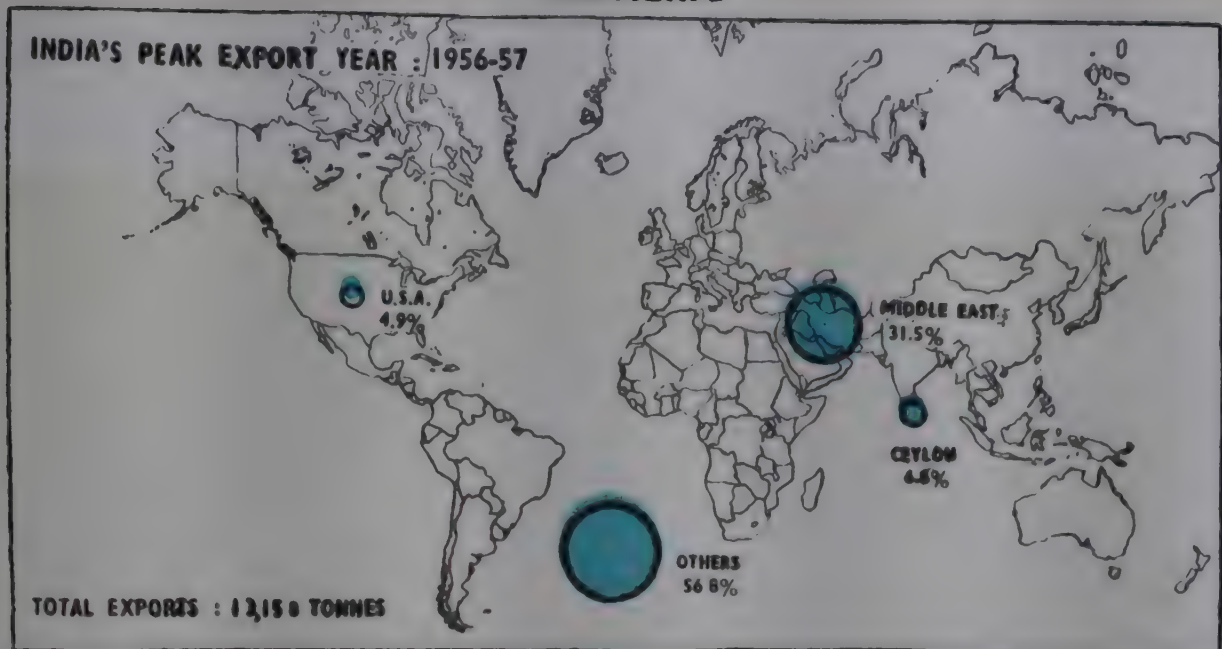 INDIA'S PEAK EXPORT YEAR : 1956-57
U.S.A.
4.9%
MIDDLE EAST
31.5%
CEYLON
6.8%
OTHERS
56 8%
TOTAL EXPORTS : TONNES